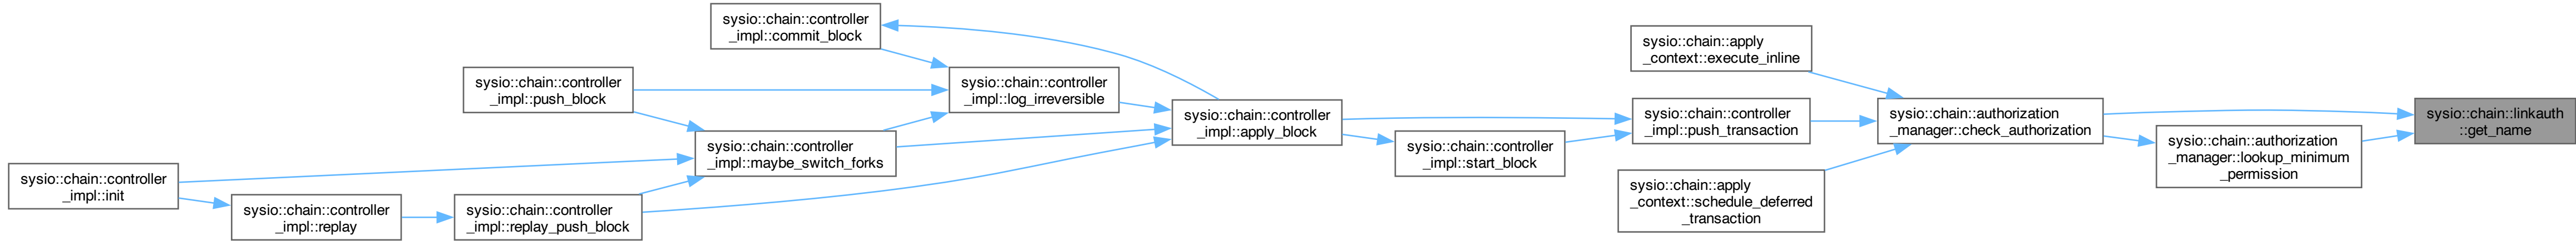 sysio::chain::controller
_impl::init
sysio::chain::controller
_impl::replay
sysio::chain::controller
_impl::push_block
sysio::chain::controller
_impl::replay_push_block
sysio::chain::controller
_impl::commit_block
sysio::chain::controller
_impl::maybe_switch_forks
sysio::chain::controller
_impl::log_irreversible
sysio::chain::controller
_impl::apply_block
sysio::chain::controller
_impl::start_block
sysio::chain::apply
_context::execute_inline
sysio::chain::controller
_impl::push_transaction
sysio::chain::apply
_context::schedule_deferred
_transaction
sysio::chain::authorization
_manager::check_authorization
sysio::chain::authorization
_manager::lookup_minimum
_permission
sysio::chain::linkauth
::get_name